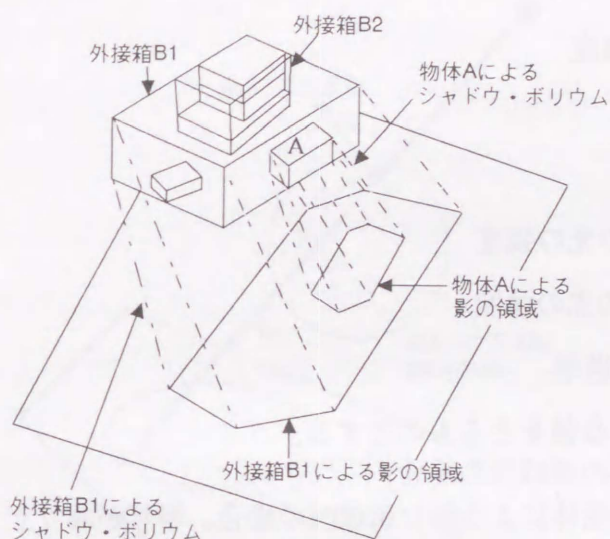 外接箱B2
外接箱B1
物体Aによる
シャドウ・ボリウム
A
物体Aによる
影の領域
外接箱B1による影の領域
外接箱B1による
シャドウ・ボリウム